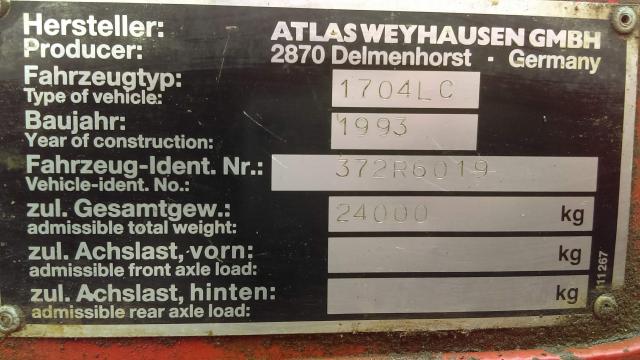 Hersteller: ATLAS WEYHAUSEN GMBH
Producer: 2870 Delmenhorst · Germany
Fahrzeugtyp: 1704LC
Type of vehicle:
Baujahr: 1993
Year of construction:
Fahrzeug-Ident. Nr.: 372R6019
Vehicle-ident. No.:
zul. Gesamtgew.: 24000 kg
admissible total weight:
zul. Achslast, vorn: kg
admissible front axle load:
zul. Achslast, hinten: kg
admissible rear axle load: